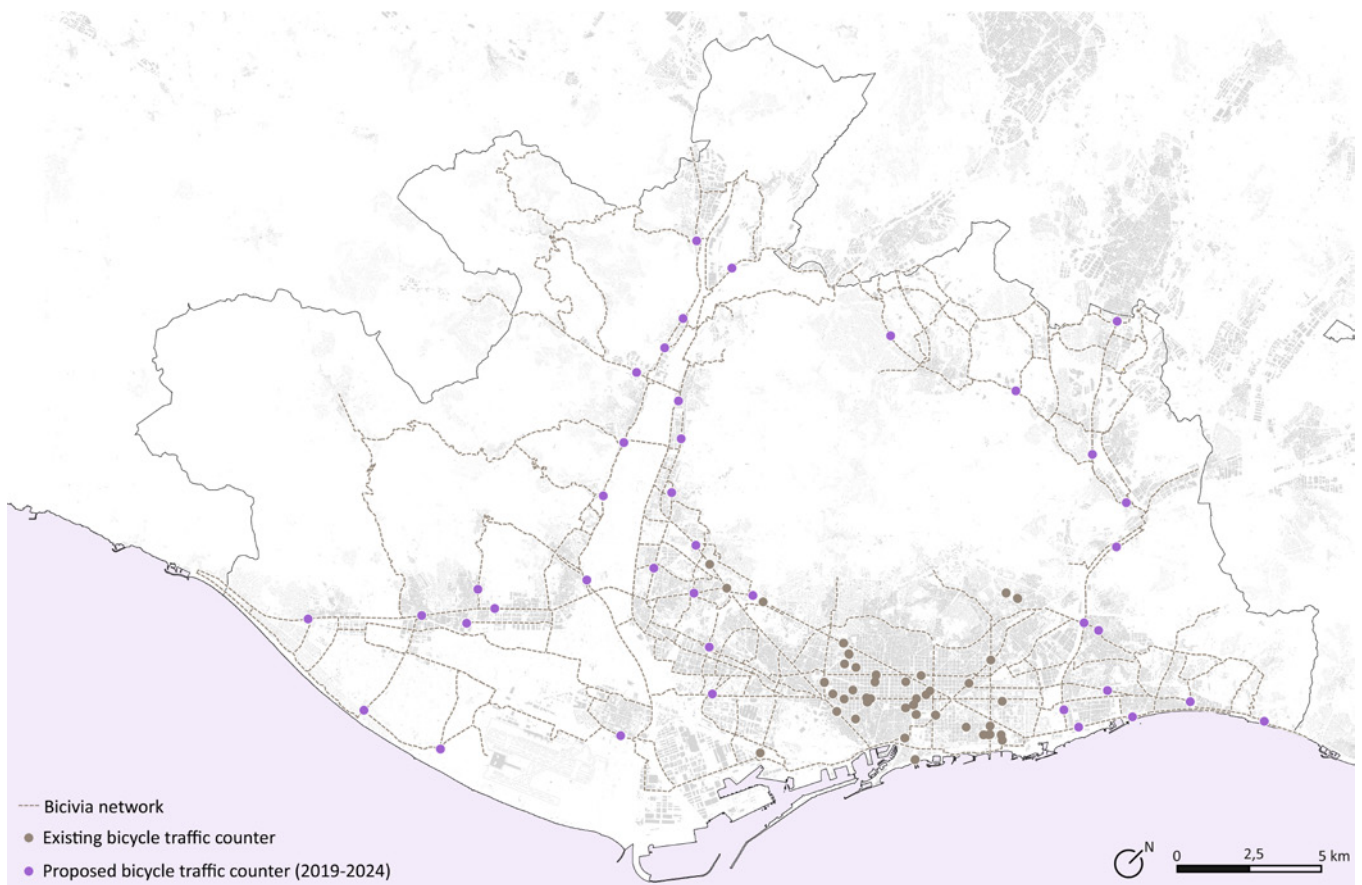 Bicivia network
Existing bicycle traffic counter
Proposed bicycle traffic counter (2019-2024)
N
0 2,5 5 km